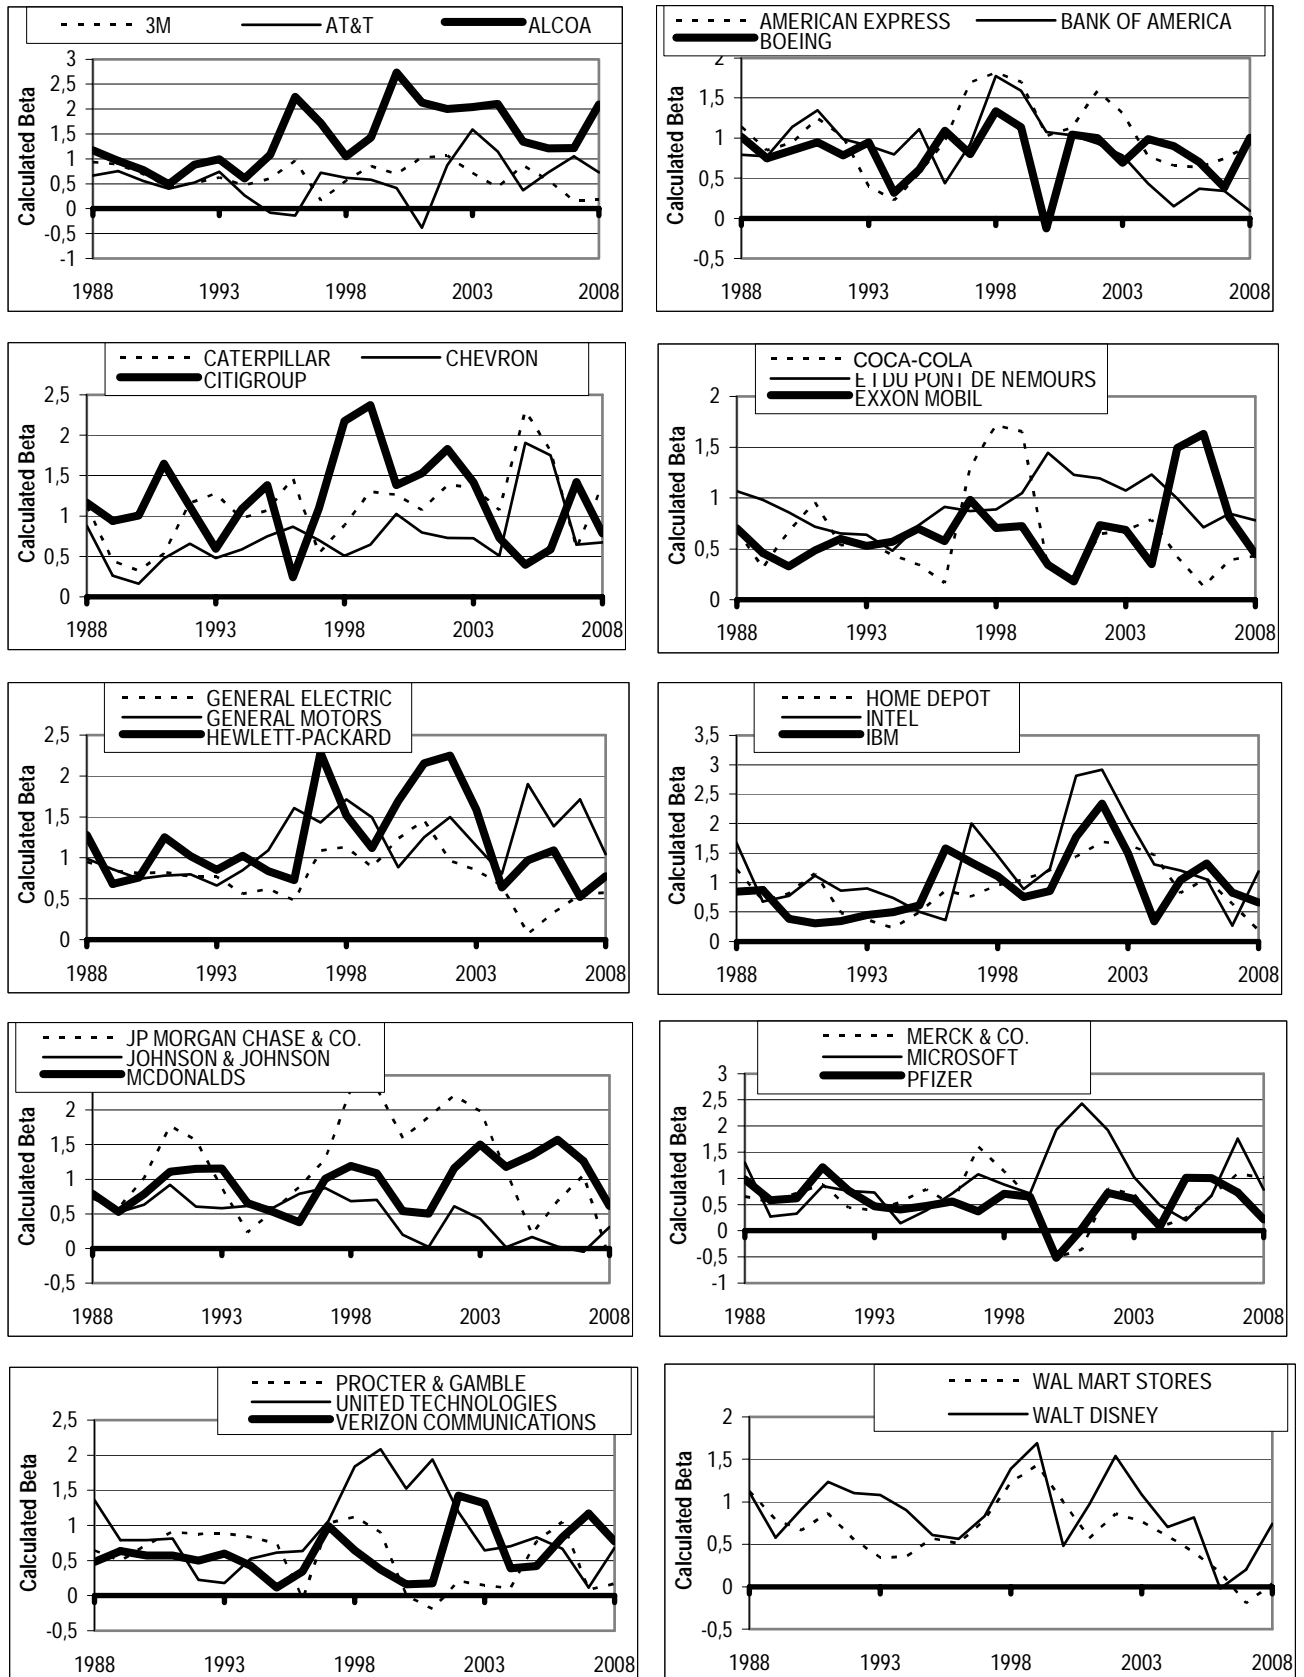 3M AT&T ALCOA
Calculated Beta
3
2,5
2
1,5
1
0,5
0
-0,5
-1
1988 1993 1998 2003 2008
AMERICAN EXPRESS BANK OF AMERICA
BOEING
Calculated Beta
2
1,5
1
0,5
0
-0,5
1988 1993 1998 2003 2008
CATERPILLAR CHEVRON
CITIGROUP
Calculated Beta
2,5
2
1,5
1
0,5
0
1988 1993 1998 2003 2008
COCA-COLA
E I DU PONT DE NEMOURS
EXXON MOBIL
Calculated Beta
2
1,5
1
0,5
0
1988 1993 1998 2003 2008
GENERAL ELECTRIC
GENERAL MOTORS
HEWLETT-PACKARD
Calculated Beta
2,5
2
1,5
1
0,5
0
1988 1993 1998 2003 2008
HOME DEPOT
INTEL
IBM
Calculated Beta
3,5
3
2,5
2
1,5
1
0,5
0
1988 1993 1998 2003 2008
JP MORGAN CHASE & CO.
JOHNSON & JOHNSON
MCDONALDS
Calculated Beta
2
1,5
1
0,5
0
-0,5
1988 1993 1998 2003 2008
MERCK & CO.
MICROSOFT
PFIZER
Calculated Beta
3
2,5
2
1,5
1
0,5
0
-0,5
-1
1988 1993 1998 2003 2008
PROCTER & GAMBLE
UNITED TECHNOLOGIES
VERIZON COMMUNICATIONS
Calculated Beta
2,5
2
1,5
1
0,5
0
-0,5
1988 1993 1998 2003 2008
WAL MART STORES
WALT DISNEY
Calculated Beta
2
1,5
1
0,5
0
-0,5
1988 1993 1998 2003 2008